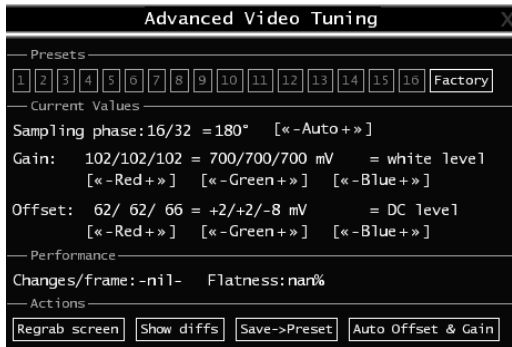 Advanced Video Tuning X
Presets
1 2 3 4 5 6 7 8 9 10 11 12 13 14 15 16 Factory
Current Values
Sampling phase:16/32 =180° [«-Auto+»]
Gain: 102/102/102 = 700/700/700 mV = white level
[«-Red+»] [«-Green+»] [«-Blue+»]
Offset: 62/ 62/ 66 = +2/+2/-8 mV = DC level
[«-Red+»] [«-Green+»] [«-Blue+»]
Performance
Changes/frame:-nil- Flatness:nan%
Actions
Regrab screen Show diffs Save->Preset Auto Offset & Gain